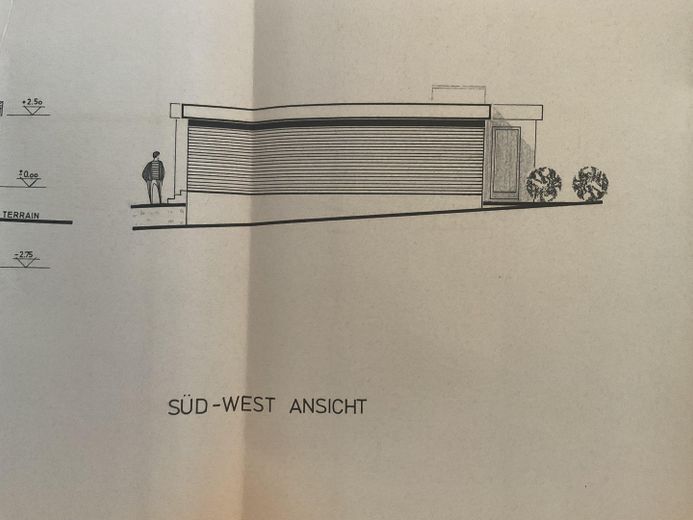 +2.50
±0.00
TERRAIN
-2.75
SÜD-WEST ANSICHT